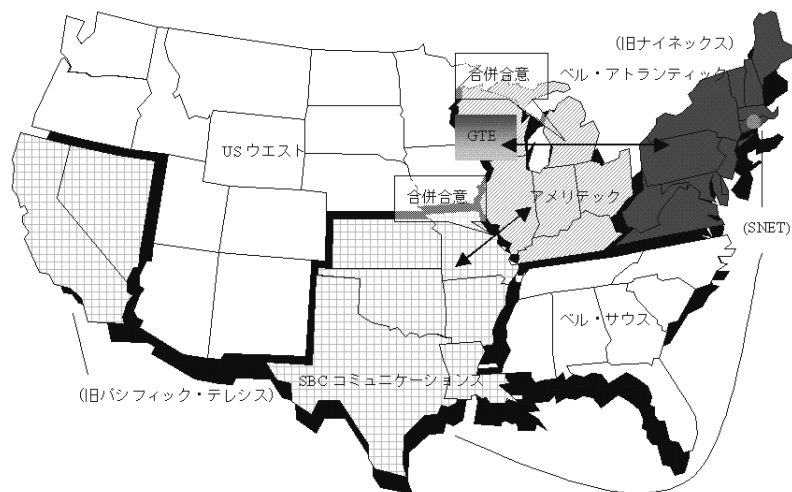 (旧ナイネックス)
合併合意
ベル・アトランティック
GTE
USウエスト
合併合意
アメリテック
(SNET)
ベル・サウス
SBCコミュニケーションズ
(旧パシフィック・テレシス)